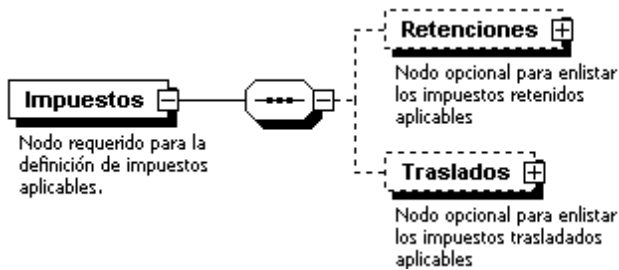 Impuestos
Nodo requerido para la
definición de impuestos
aplicables.
Retenciones
Nodo opcional para enlistar
los impuestos retenidos
aplicables
Traslados
Nodo opcional para enlistar
los impuestos trasladados
aplicables